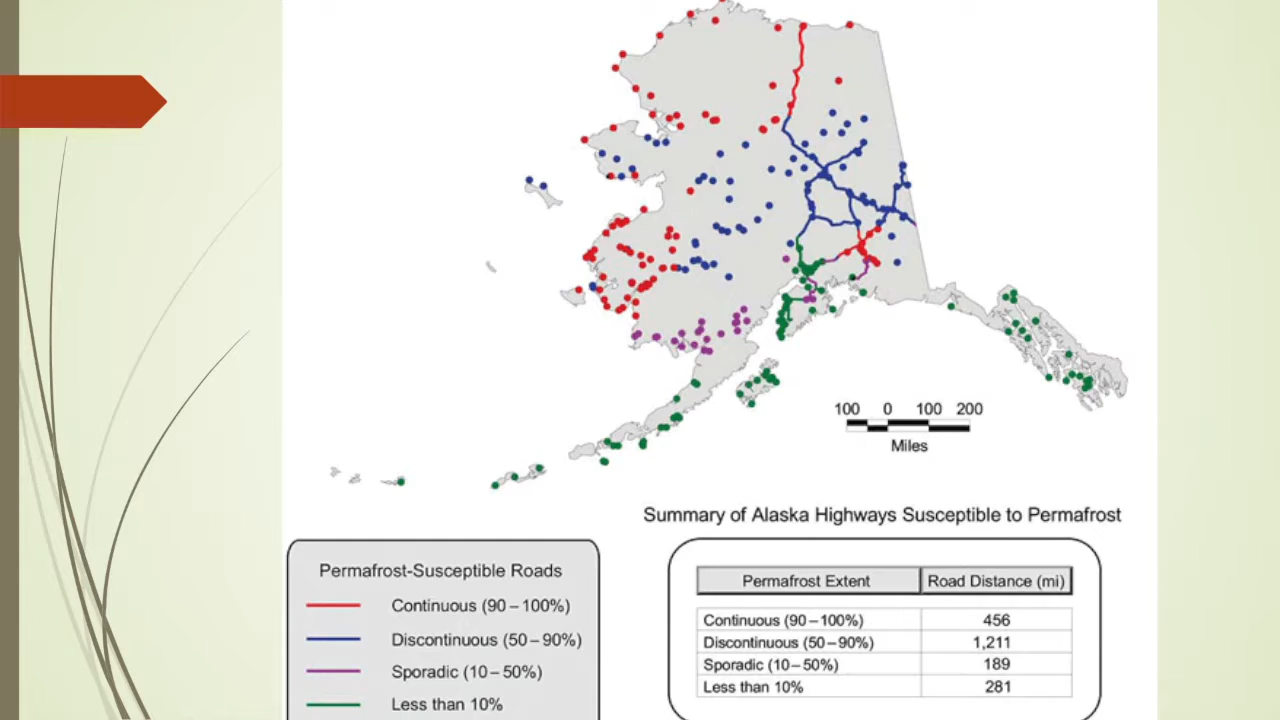 100 0 100 200
Miles
Summary of Alaska Highways Susceptible to Permafrost
Permafrost-Susceptible Roads
Continuous (90–100%)
Discontinuous (50–90%)
Sporadic (10–50%)
Less than 10%
Permafrost Extent Road Distance (mi)
Continuous (90–100%) 456
Discontinuous (50–90%) 1,211
Sporadic (10–50%) 189
Less than 10% 281